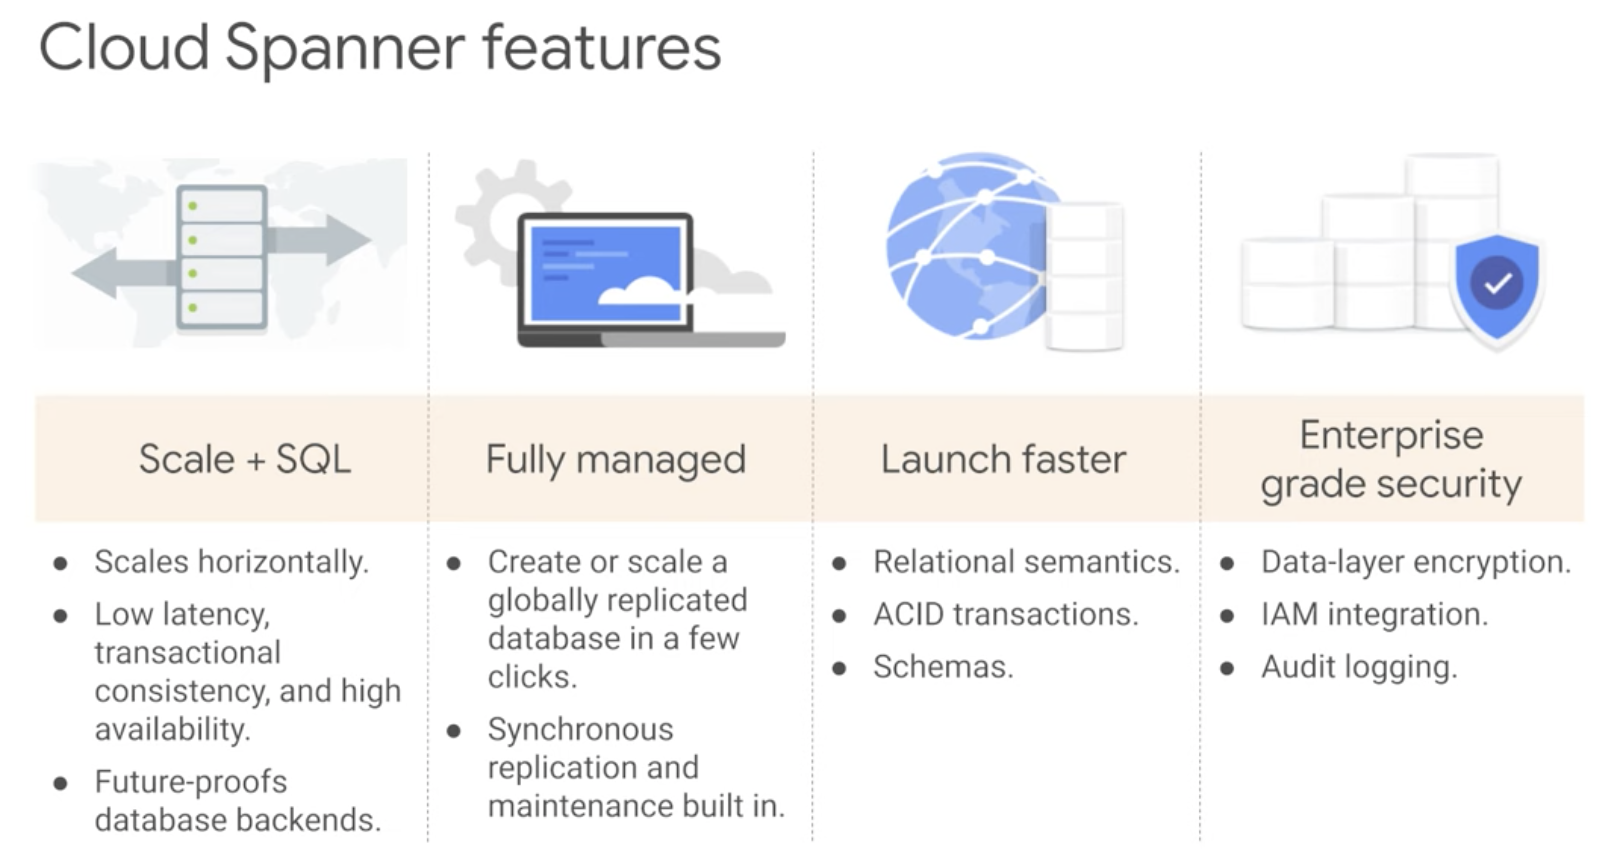 Cloud Spanner features
Scale + SQL
● Scales horizontally.
● Low latency,
transactional
consistency, and high
availability.
● Future-proofs
database backends.
Fully managed
● Create or scale a
globally replicated
database in a few
clicks.
● Synchronous
replication and
maintenance built in.
Launch faster
● Relational semantics.
● ACID transactions.
● Schemas.
Enterprise
grade security
● Data-layer encryption.
● IAM integration.
● Audit logging.